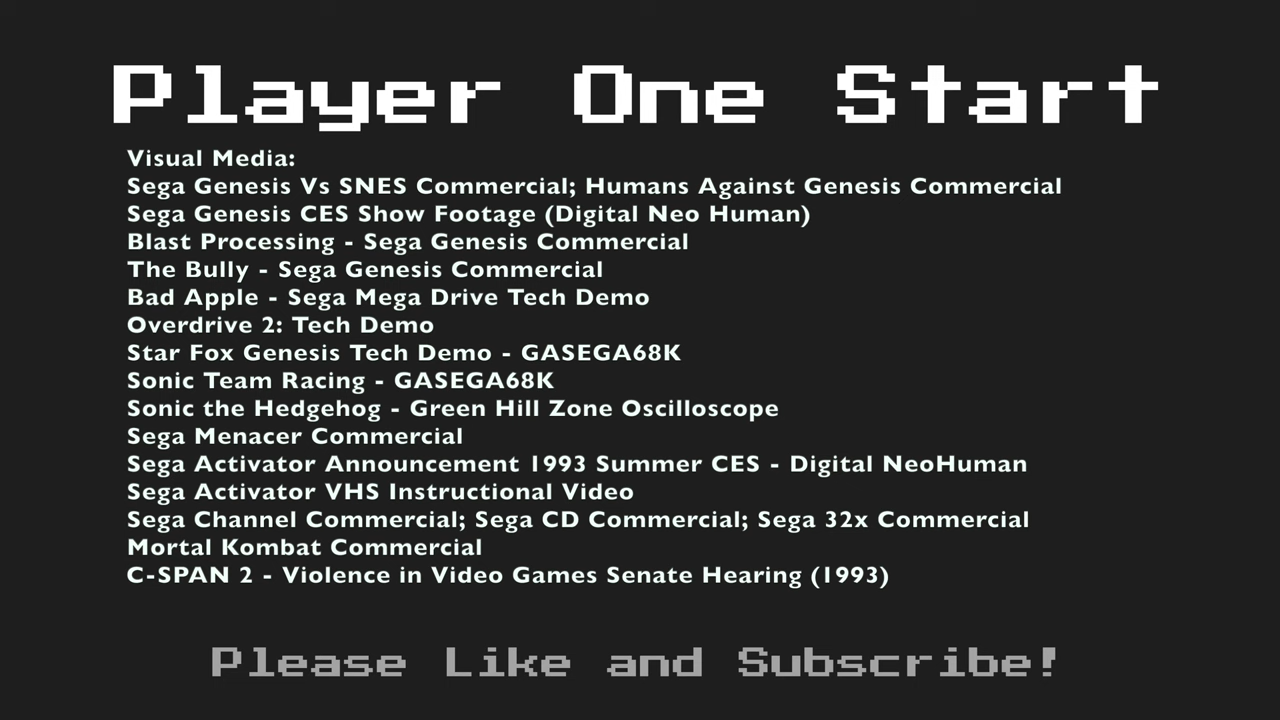 Player One Start
Visual Media:
Sega Genesis Vs SNES Commercial; Humans Against Genesis Commercial
Sega Genesis CES Show Footage (Digital Neo Human)
Blast Processing - Sega Genesis Commercial
The Bully - Sega Genesis Commercial
Bad Apple - Sega Mega Drive Tech Demo
Overdrive 2: Tech Demo
Star Fox Genesis Tech Demo - GASEGA68K
Sonic Team Racing - GASEGA68K
Sonic the Hedgehog - Green Hill Zone Oscilloscope
Sega Menacer Commercial
Sega Activator Announcement 1993 Summer CES - Digital NeoHuman
Sega Activator VHS Instructional Video
Sega Channel Commercial; Sega CD Commercial; Sega 32x Commercial
Mortal Kombat Commercial
C-SPAN 2 - Violence in Video Games Senate Hearing (1993)
Please Like and Subscribe!